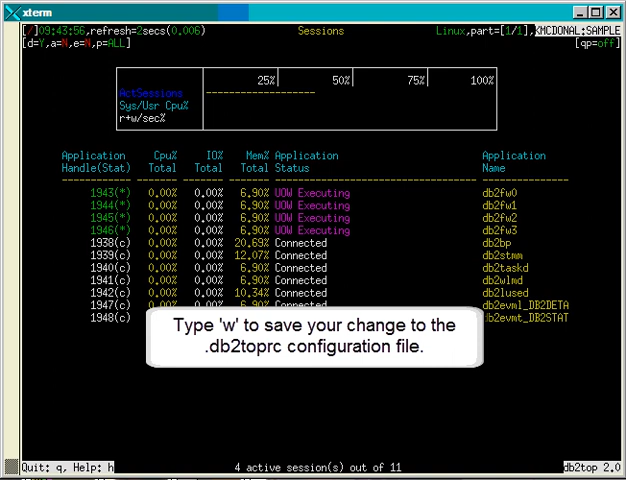 xterm
[/]09:43:56,refresh=2secs(0.006) Sessions Linux,part=[1/1],KMCDONAL:SAMPLE
[d=Y,a=N,e=N,p=ALL] [qp=off]
25% 50% 75% 100%
ActSessions
Sys/Usr Cpu%
r+w/sec%
Application Cpu% IO% Mem% Application Application
Handle(Stat) Total Total Total Status Name
1943(*) 0.00% 0.00% 6.90% UOW Executing db2fw0
1944(*) 0.00% 0.00% 6.90% UOW Executing db2fw1
1945(*) 0.00% 0.00% 6.90% UOW Executing db2fw2
1946(*) 0.00% 0.00% 6.90% UOW Executing db2fw3
1938(c) 0.00% 0.00% 20.69% Connected db2bp
1939(c) 0.00% 0.00% 12.07% Connected db2stmm
1940(c) 0.00% 0.00% 6.90% Connected db2taskd
1941(c) 0.00% 0.00% 6.90% Connected db2wlmd
1942(c) 0.00% 0.00% 10.34% Connected db2lused
1947(c) 0.00% 0.00% 6.90% Connected db2evml_DB2DETA
1948(c) db2evmt_DB2STAT
Type 'w' to save your change to the
.db2toprc configuration file.
Quit: q, Help: h 4 active session(s) out of 11 db2top 2.0